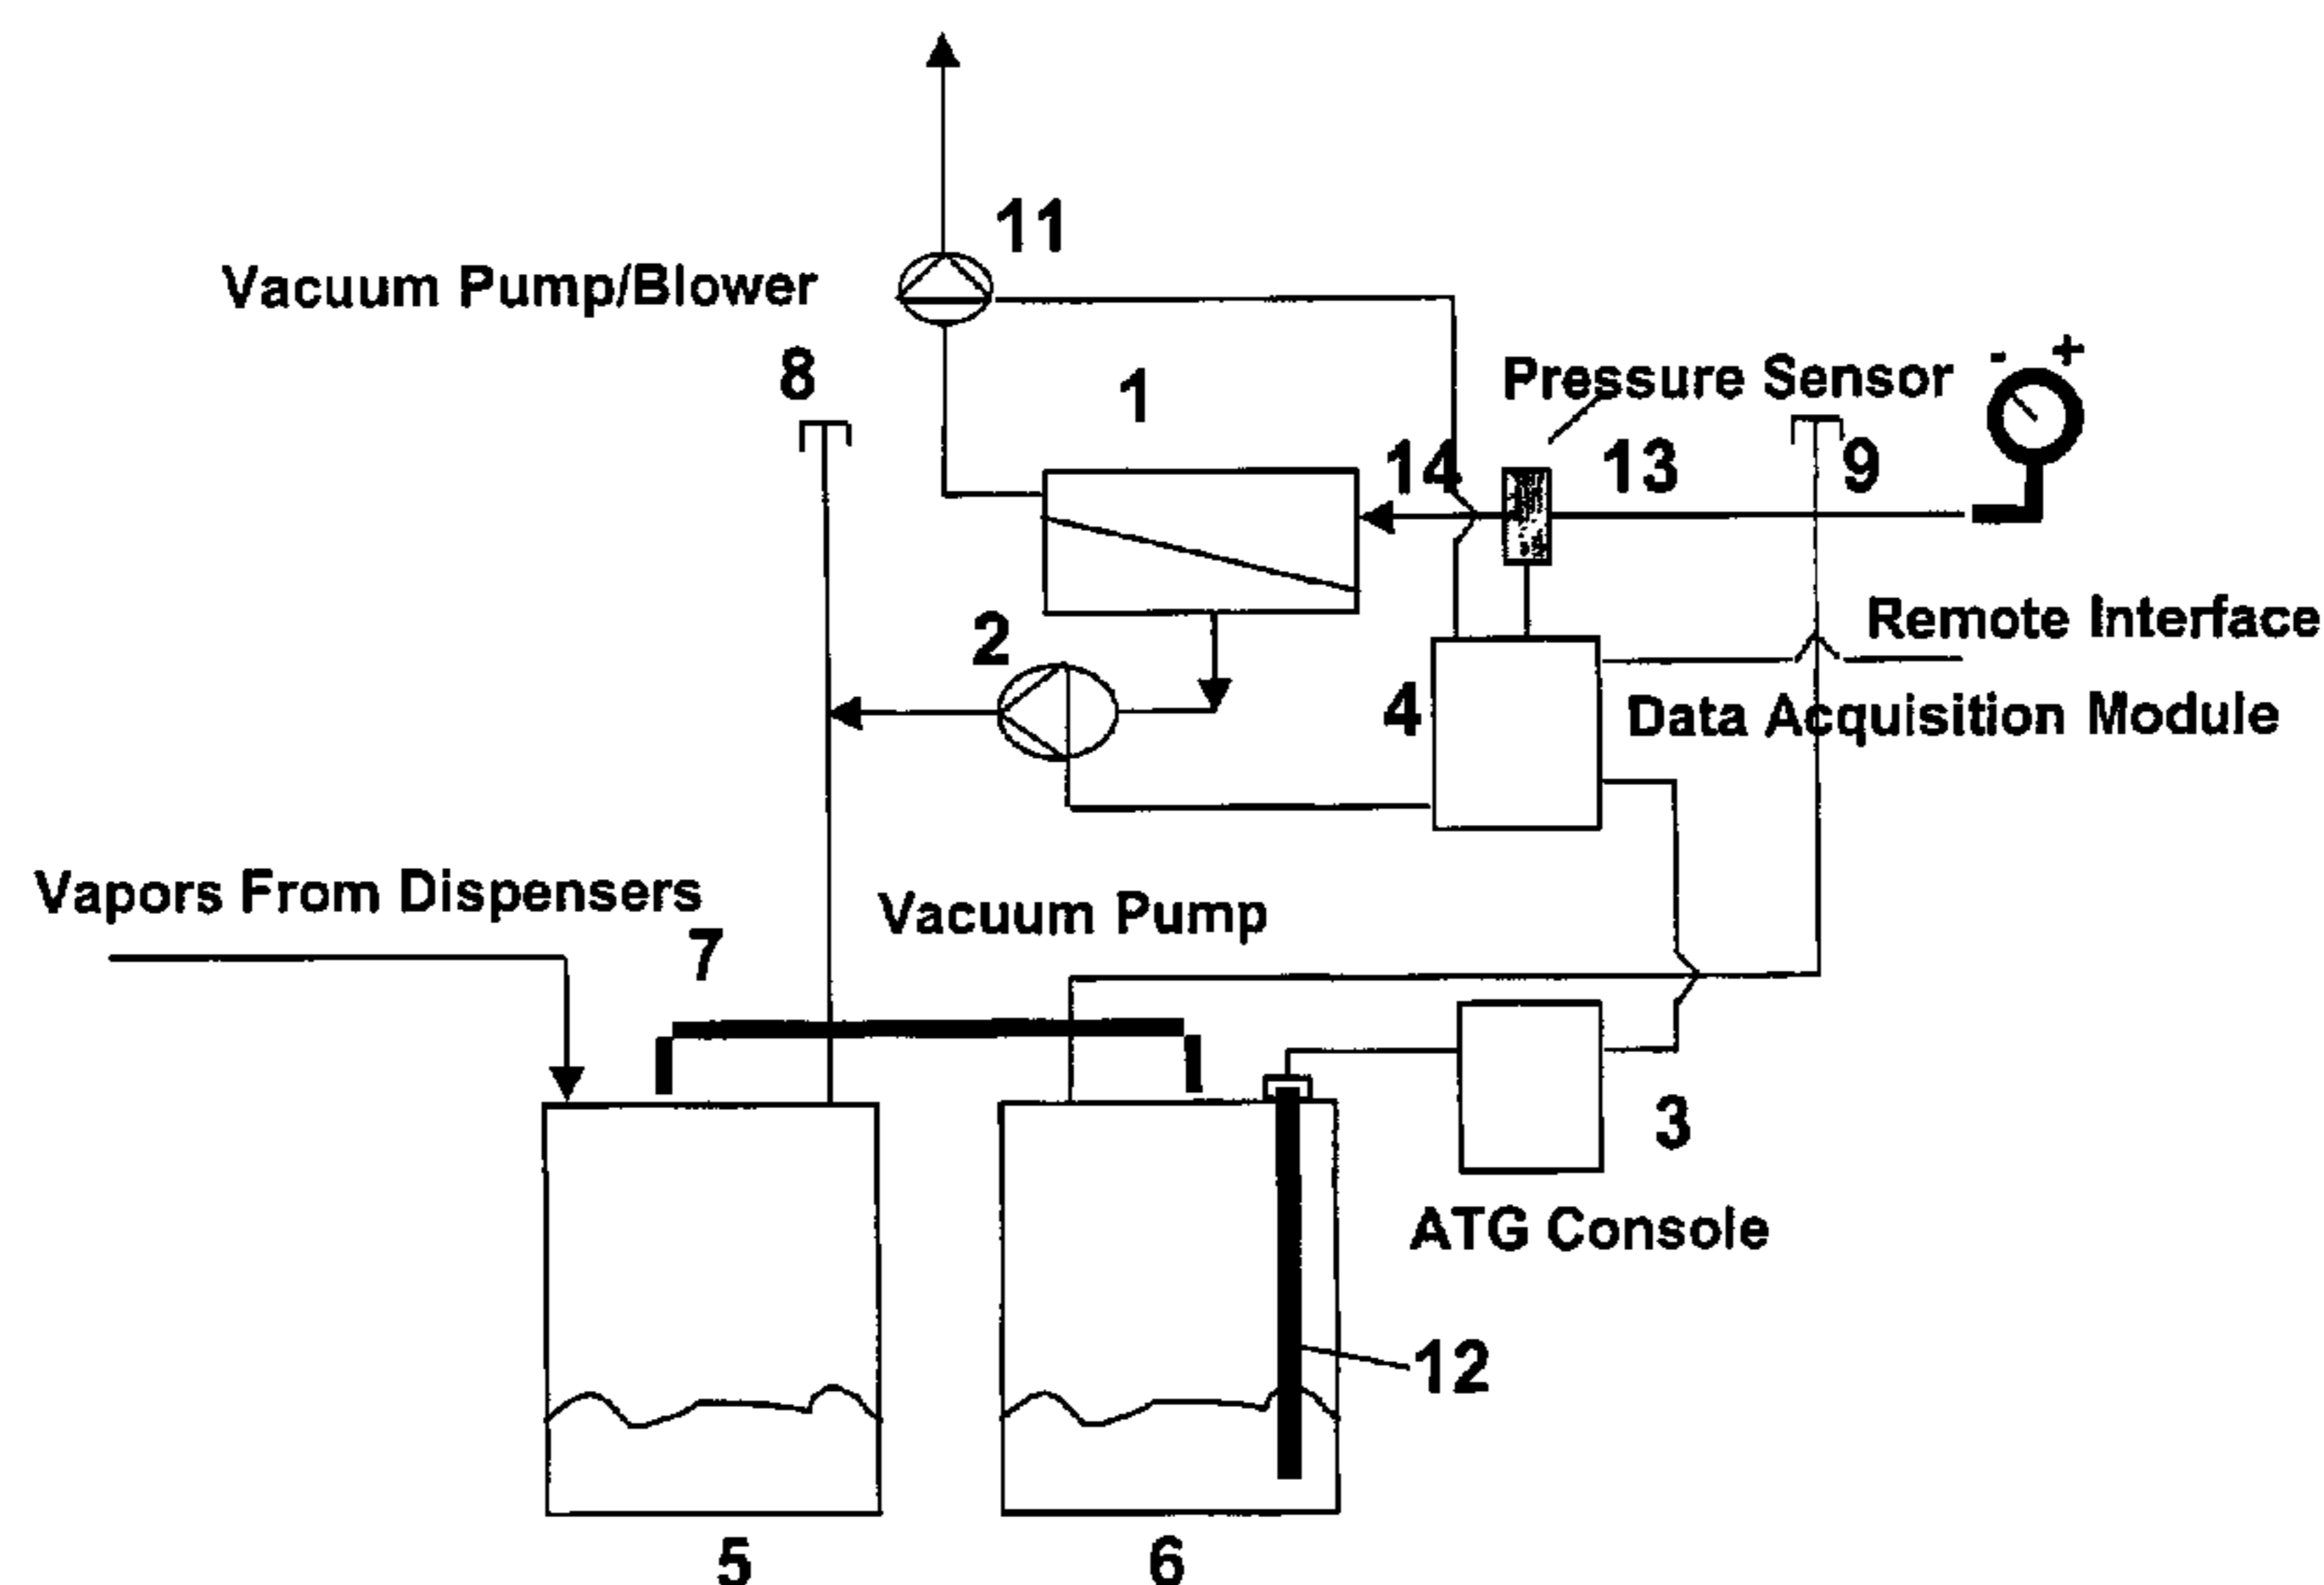 11
Vacuum Pump/Blower
8
1
Pressure Sensor
- +
14
13
9
2
Remote Interface
4
Data Acquisition Module
Vapors From Dispensers
7
Vacuum Pump
3
ATG Console
12
5
6